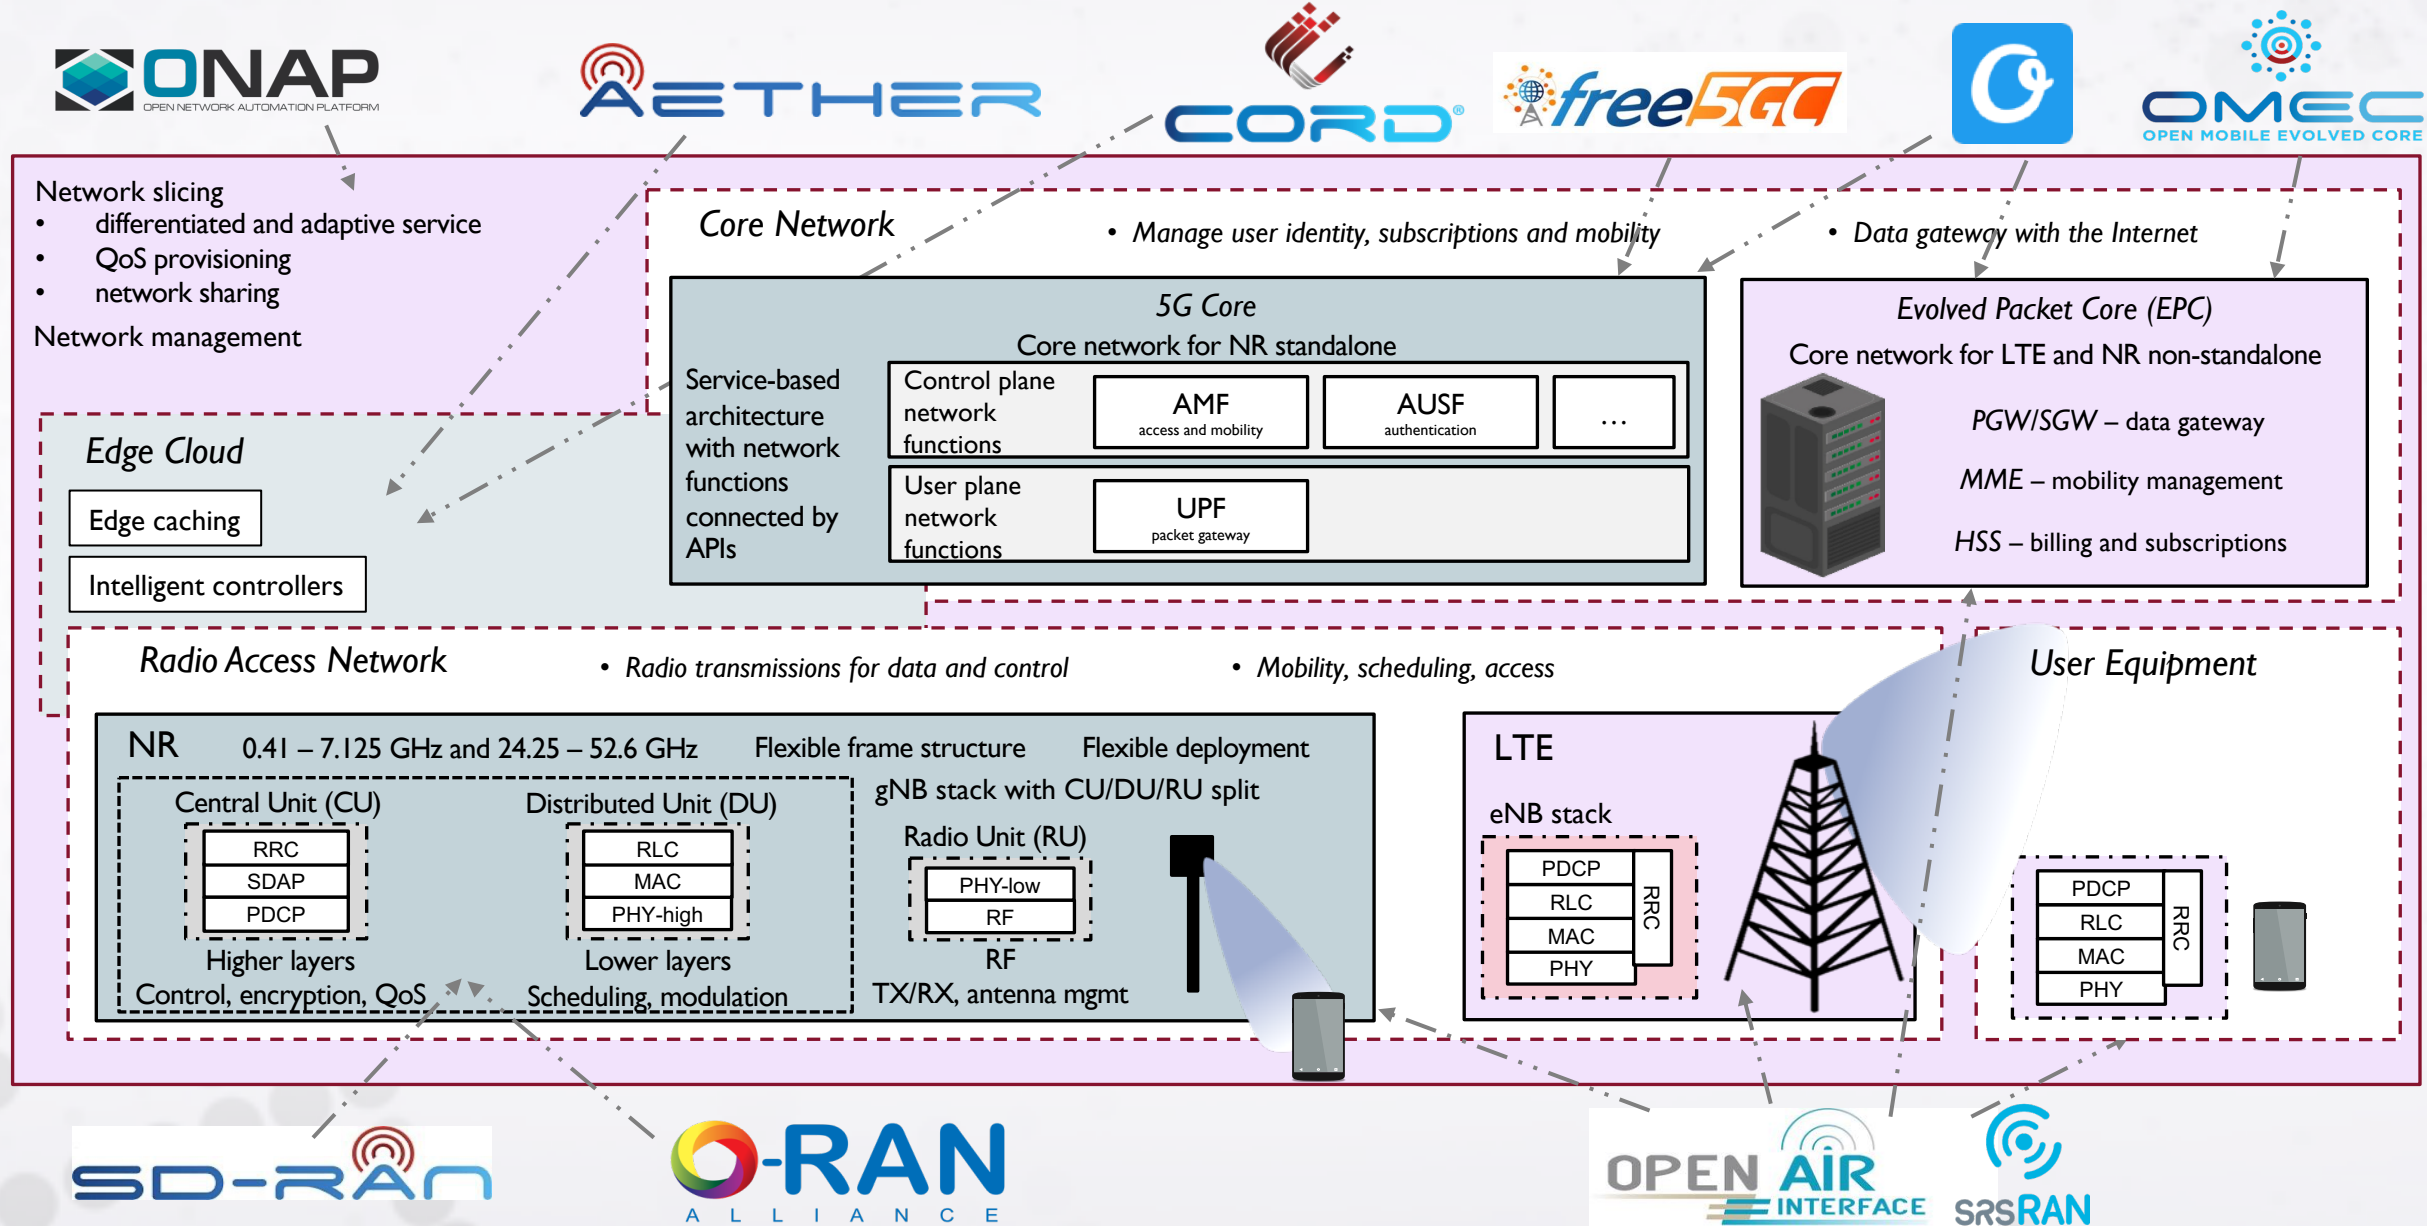 ONAP
OPEN NETWORK AUTOMATION PLATFORM
AETHER
CORD®
free5GC
OMEC
OPEN MOBILE EVOLVED CORE
Network slicing
• differentiated and adaptive service
• QoS provisioning
• network sharing
Network management
Core Network
• Manage user identity, subscriptions and mobility
• Data gateway with the Internet
5G Core
Core network for NR standalone
Service-based
architecture
with network
functions
connected by
APIs
Control plane
network
functions
AMF
access and mobility
AUSF
authentication
...
User plane
network
functions
UPF
packet gateway
Evolved Packet Core (EPC)
Core network for LTE and NR non-standalone
PGW/SGW – data gateway
MME – mobility management
HSS – billing and subscriptions
Edge Cloud
Edge caching
Intelligent controllers
Radio Access Network
• Radio transmissions for data and control
• Mobility, scheduling, access
NR
0.41 – 7.125 GHz and 24.25 – 52.6 GHz
Flexible frame structure
Flexible deployment
gNB stack with CU/DU/RU split
Central Unit (CU)
RRC
SDAP
PDCP
Higher layers
Control, encryption, QoS
Distributed Unit (DU)
RLC
MAC
PHY-high
Lower layers
Scheduling, modulation
Radio Unit (RU)
PHY-low
RF
RF
TX/RX, antenna mgmt
LTE
eNB stack
PDCP
RLC
MAC
PHY
RRC
User Equipment
PDCP
RLC
MAC
PHY
RRC
SD-RAN
O-RAN
ALLIANCE
OPEN AIR
INTERFACE
srsRAN